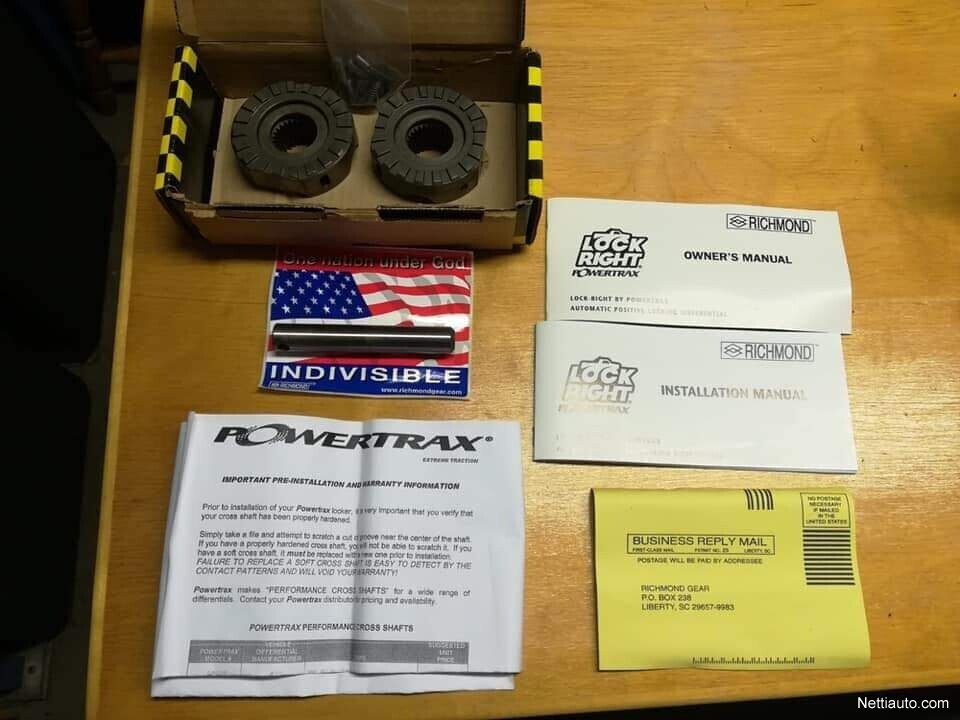 One nation under God
INDIVISIBLE
RICHMOND
www.richmondgear.com
RICHMOND
LOCK
RIGHT
POWERTRAX
OWNER'S MANUAL
LOCK-RIGHT BY POWERTRAX
AUTOMATIC POSITIVE LOCKING DIFFERENTIAL
RICHMOND
LOCK
RIGHT
POWERTRAX
INSTALLATION MANUAL
POWERTRAX®
EXTREME TRACTION
IMPORTANT PRE-INSTALLATION AND WARRANTY INFORMATION
Prior to installation of your Powertrax locker, it is very important that you verify that
your cross shaft has been properly hardened.
Simply take a file and attempt to scratch a cut or groove near the center of the shaft.
If you have a properly hardened cross shaft, you will not be able to scratch it. If you
have a soft cross shaft, it must be replaced with new one prior to installation.
FAILURE TO REPLACE A SOFT CROSS SHAFT IS EASY TO DETECT BY THE
CONTACT PATTERNS AND WILL VOID YOUR WARRANTY!
Powertrax makes "PERFORMANCE CROSS SHAFTS" for a wide range of
differentials. Contact your Powertrax distributor pricing and availability.
POWERTRAX PERFORMANCE CROSS SHAFTS
POWERTRAX
MODEL #
VEHICLE
DIFFERENTIAL
MANUFACTURER
SUGGESTED
UNIT
PRICE
NO POSTAGE
NECESSARY
IF MAILED
IN THE
UNITED STATES
BUSINESS REPLY MAIL
FIRST-CLASS MAIL PERMIT NO. 25 LIBERTY, SC
POSTAGE WILL BE PAID BY ADDRESSEE
RICHMOND GEAR
P.O. BOX 238
LIBERTY, SC 29657-9983
Nettiauto.com